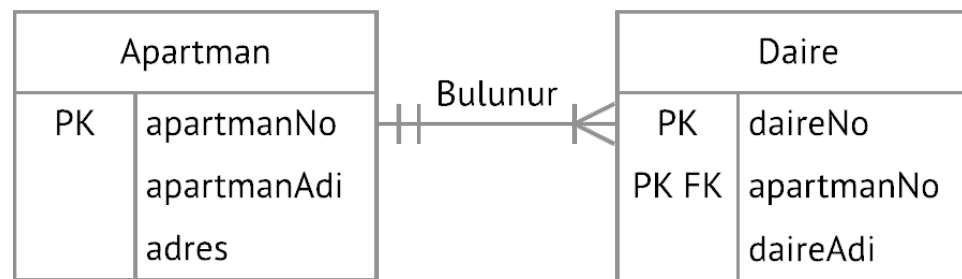 Apartman
PK apartmanNo
apartmanAdi
adres
Bulunur
Daire
PK daireNo
PK FK apartmanNo
daireAdi